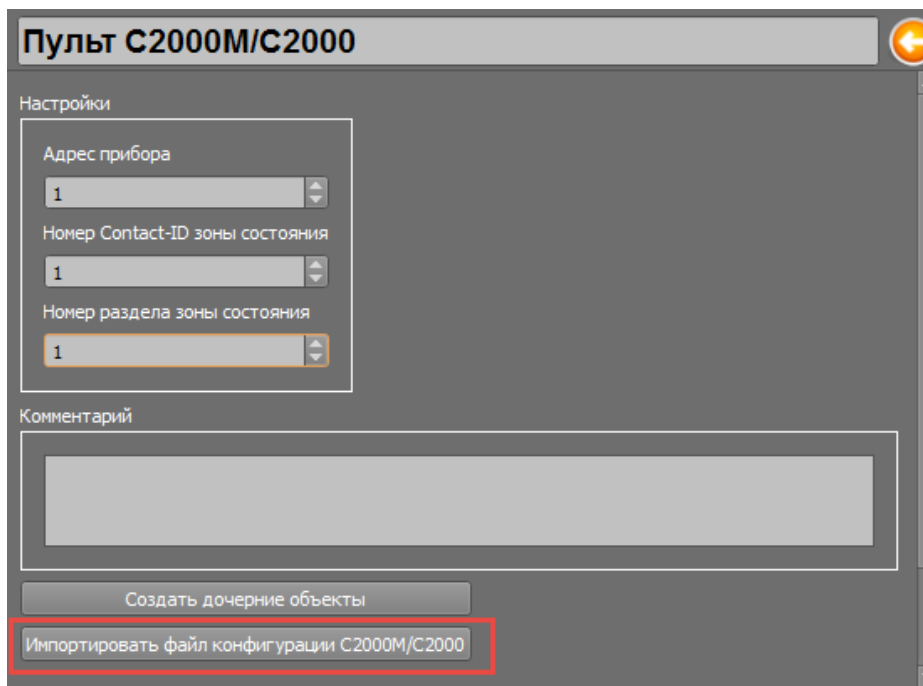 Пульт С2000М/С2000
Настройки
Адрес прибора
1
Номер Contact-ID зоны состояния
1
Номер раздела зоны состояния
1
Комментарий
Создать дочерние объекты
Импортировать файл конфигурации С2000М/С2000